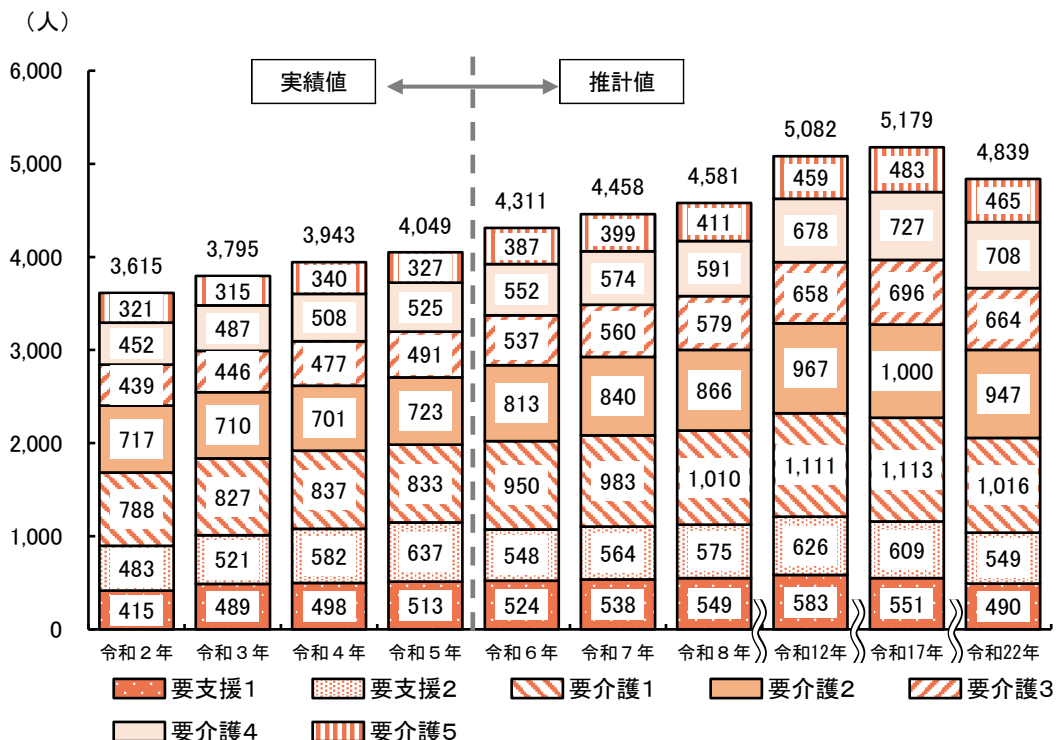 （人）
6,000
5,000
4,000
3,000
2,000
1,000
0
実績値
推計値
3,615 3,795 3,943 4,049 4,311 4,458 4,581 5,082 5,179 4,839
321 315 340 327 387 399 411 459 483 465
452 487 508 525 552 574 591 678 727 708
439 446 477 491 537 560 579 658 696 664
717 710 701 723 813 840 866 967 1,000 947
788 827 837 833 950 983 1,010 1,111 1,113 1,016
483 521 582 637 548 564 575 626 609 549
415 489 498 513 524 538 549 583 551 490
令和２年 令和３年 令和４年 令和５年 令和６年 令和７年 令和８年 令和12年 令和17年 令和22年
要支援1 要支援2 要介護1 要介護2 要介護3
要介護4 要介護5